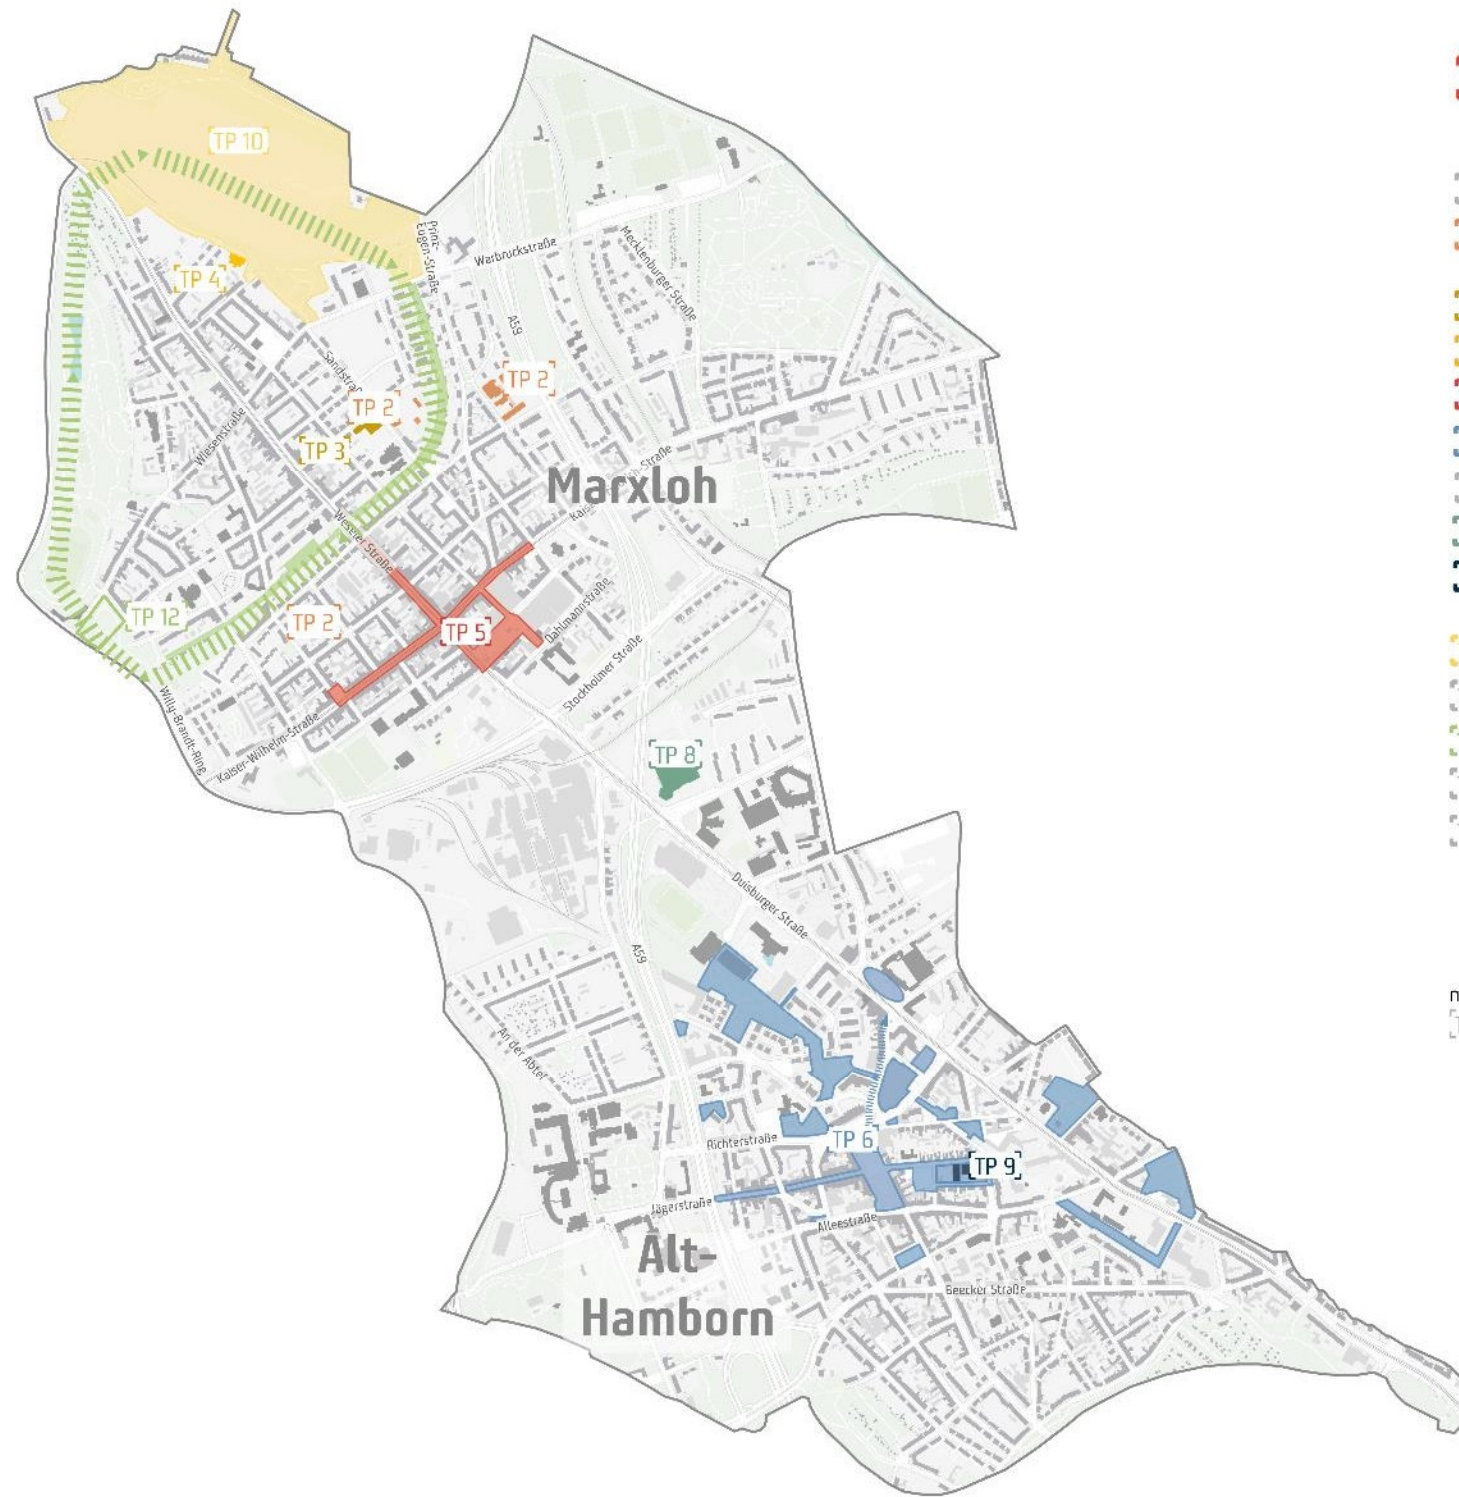 TP 10
Prinz-
Eugen-Straße
Warbruckstraße
Mecklenburger Straße
TP 4
A59
Sandstraße
TP 2
TP 2
Wiesenstraße
TP 3
Marxloh
Weseler Straße
TP 12
TP 2
TP 5
Dahlmannstraße
Stockholmer Straße
Willy-Brandt-Ring
Kaiser-Wilhelm-Straße
TP 8
Duisburger Straße
A59
An der Abtei
Richterstraße
TP 6
TP 9
Jägerstraße
Alleestraße
Alt-
Hamborn
Beecker Straße